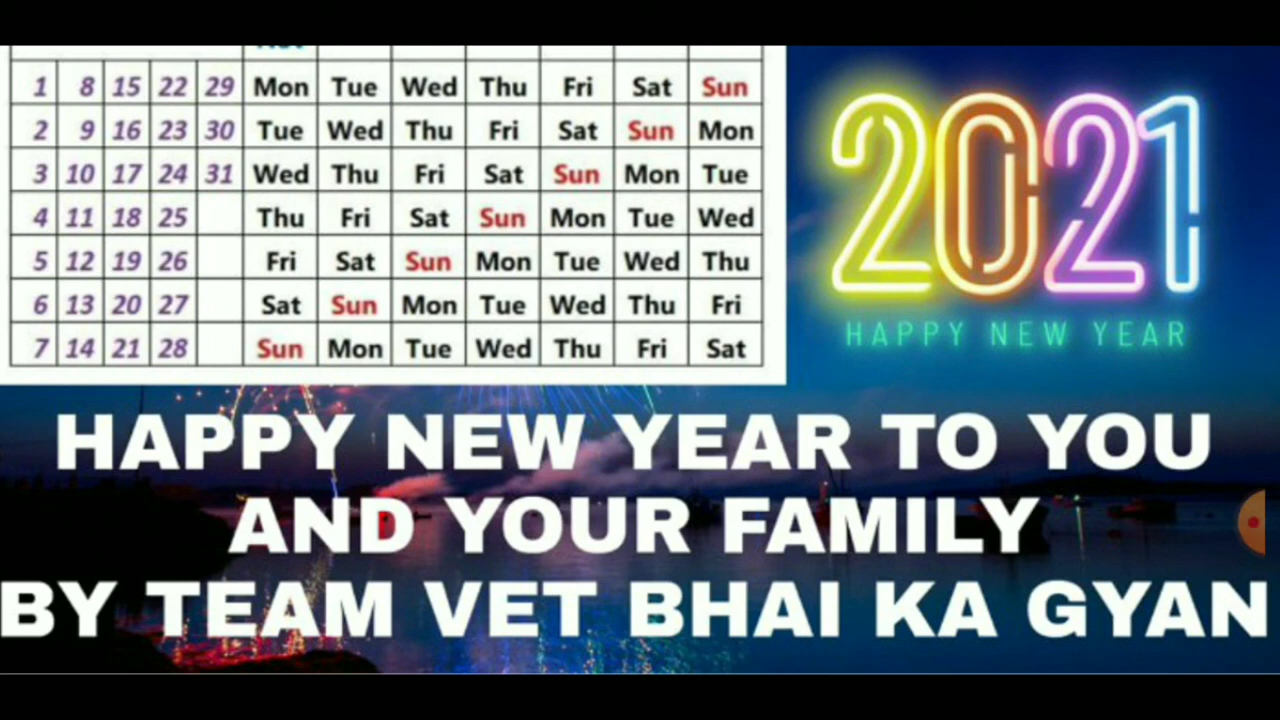 1 8 15 22 29 Mon Tue Wed Thu Fri Sat Sun
2 9 16 23 30 Tue Wed Thu Fri Sat Sun Mon
3 10 17 24 31 Wed Thu Fri Sat Sun Mon Tue
4 11 18 25 Thu Fri Sat Sun Mon Tue Wed
5 12 19 26 Fri Sat Sun Mon Tue Wed Thu
6 13 20 27 Sat Sun Mon Tue Wed Thu Fri
7 14 21 28 Sun Mon Tue Wed Thu Fri Sat
2021
HAPPY NEW YEAR
HAPPY NEW YEAR TO YOU
AND YOUR FAMILY
BY TEAM VET BHAI KA GYAN